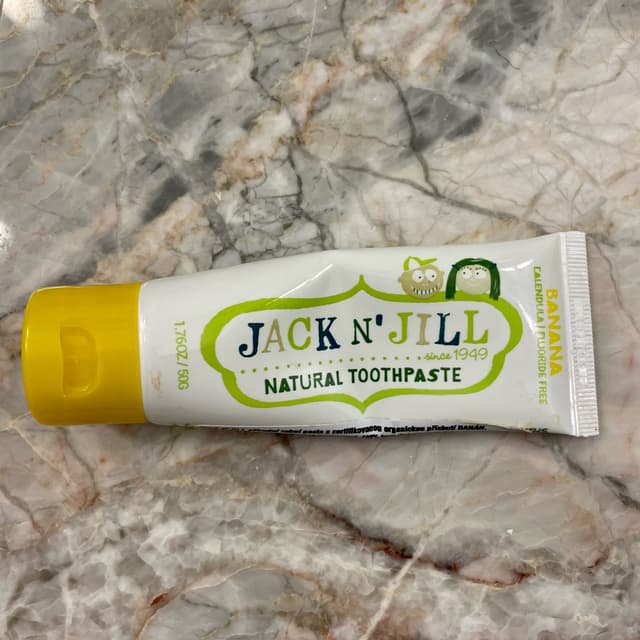 JACK N' JILL
since 1949
NATURAL TOOTHPASTE
1.76OZ / 50G
BANANA
CALENDULA FLUORIDE FREE